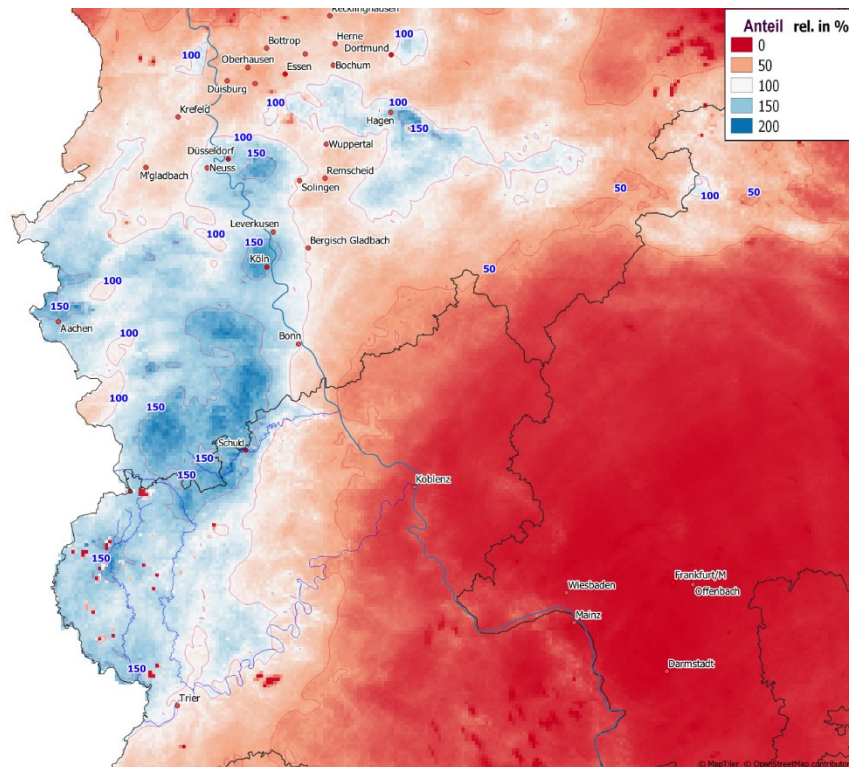 Recklinghausen
Anteil rel. in %
0
50
100
150
200
100
Herne
Bottrop
Dortmund
100
Oberhausen
Essen
Bochum
Duisburg
100
100
Krefeld
Hagen
150
100
Düsseldorf
150
Wuppertal
M'gladbach
Neuss
Remscheid
Solingen
50
100
50
Leverkusen
100
150
Bergisch Gladbach
100
Köln
50
150
Aachen
100
Bonn
100
150
Schuld
150
150
Koblenz
150
Frankfurt/M
Wiesbaden
Offenbach
Mainz
150
Darmstadt
Trier
© MapTiler © OpenStreetMap contributor